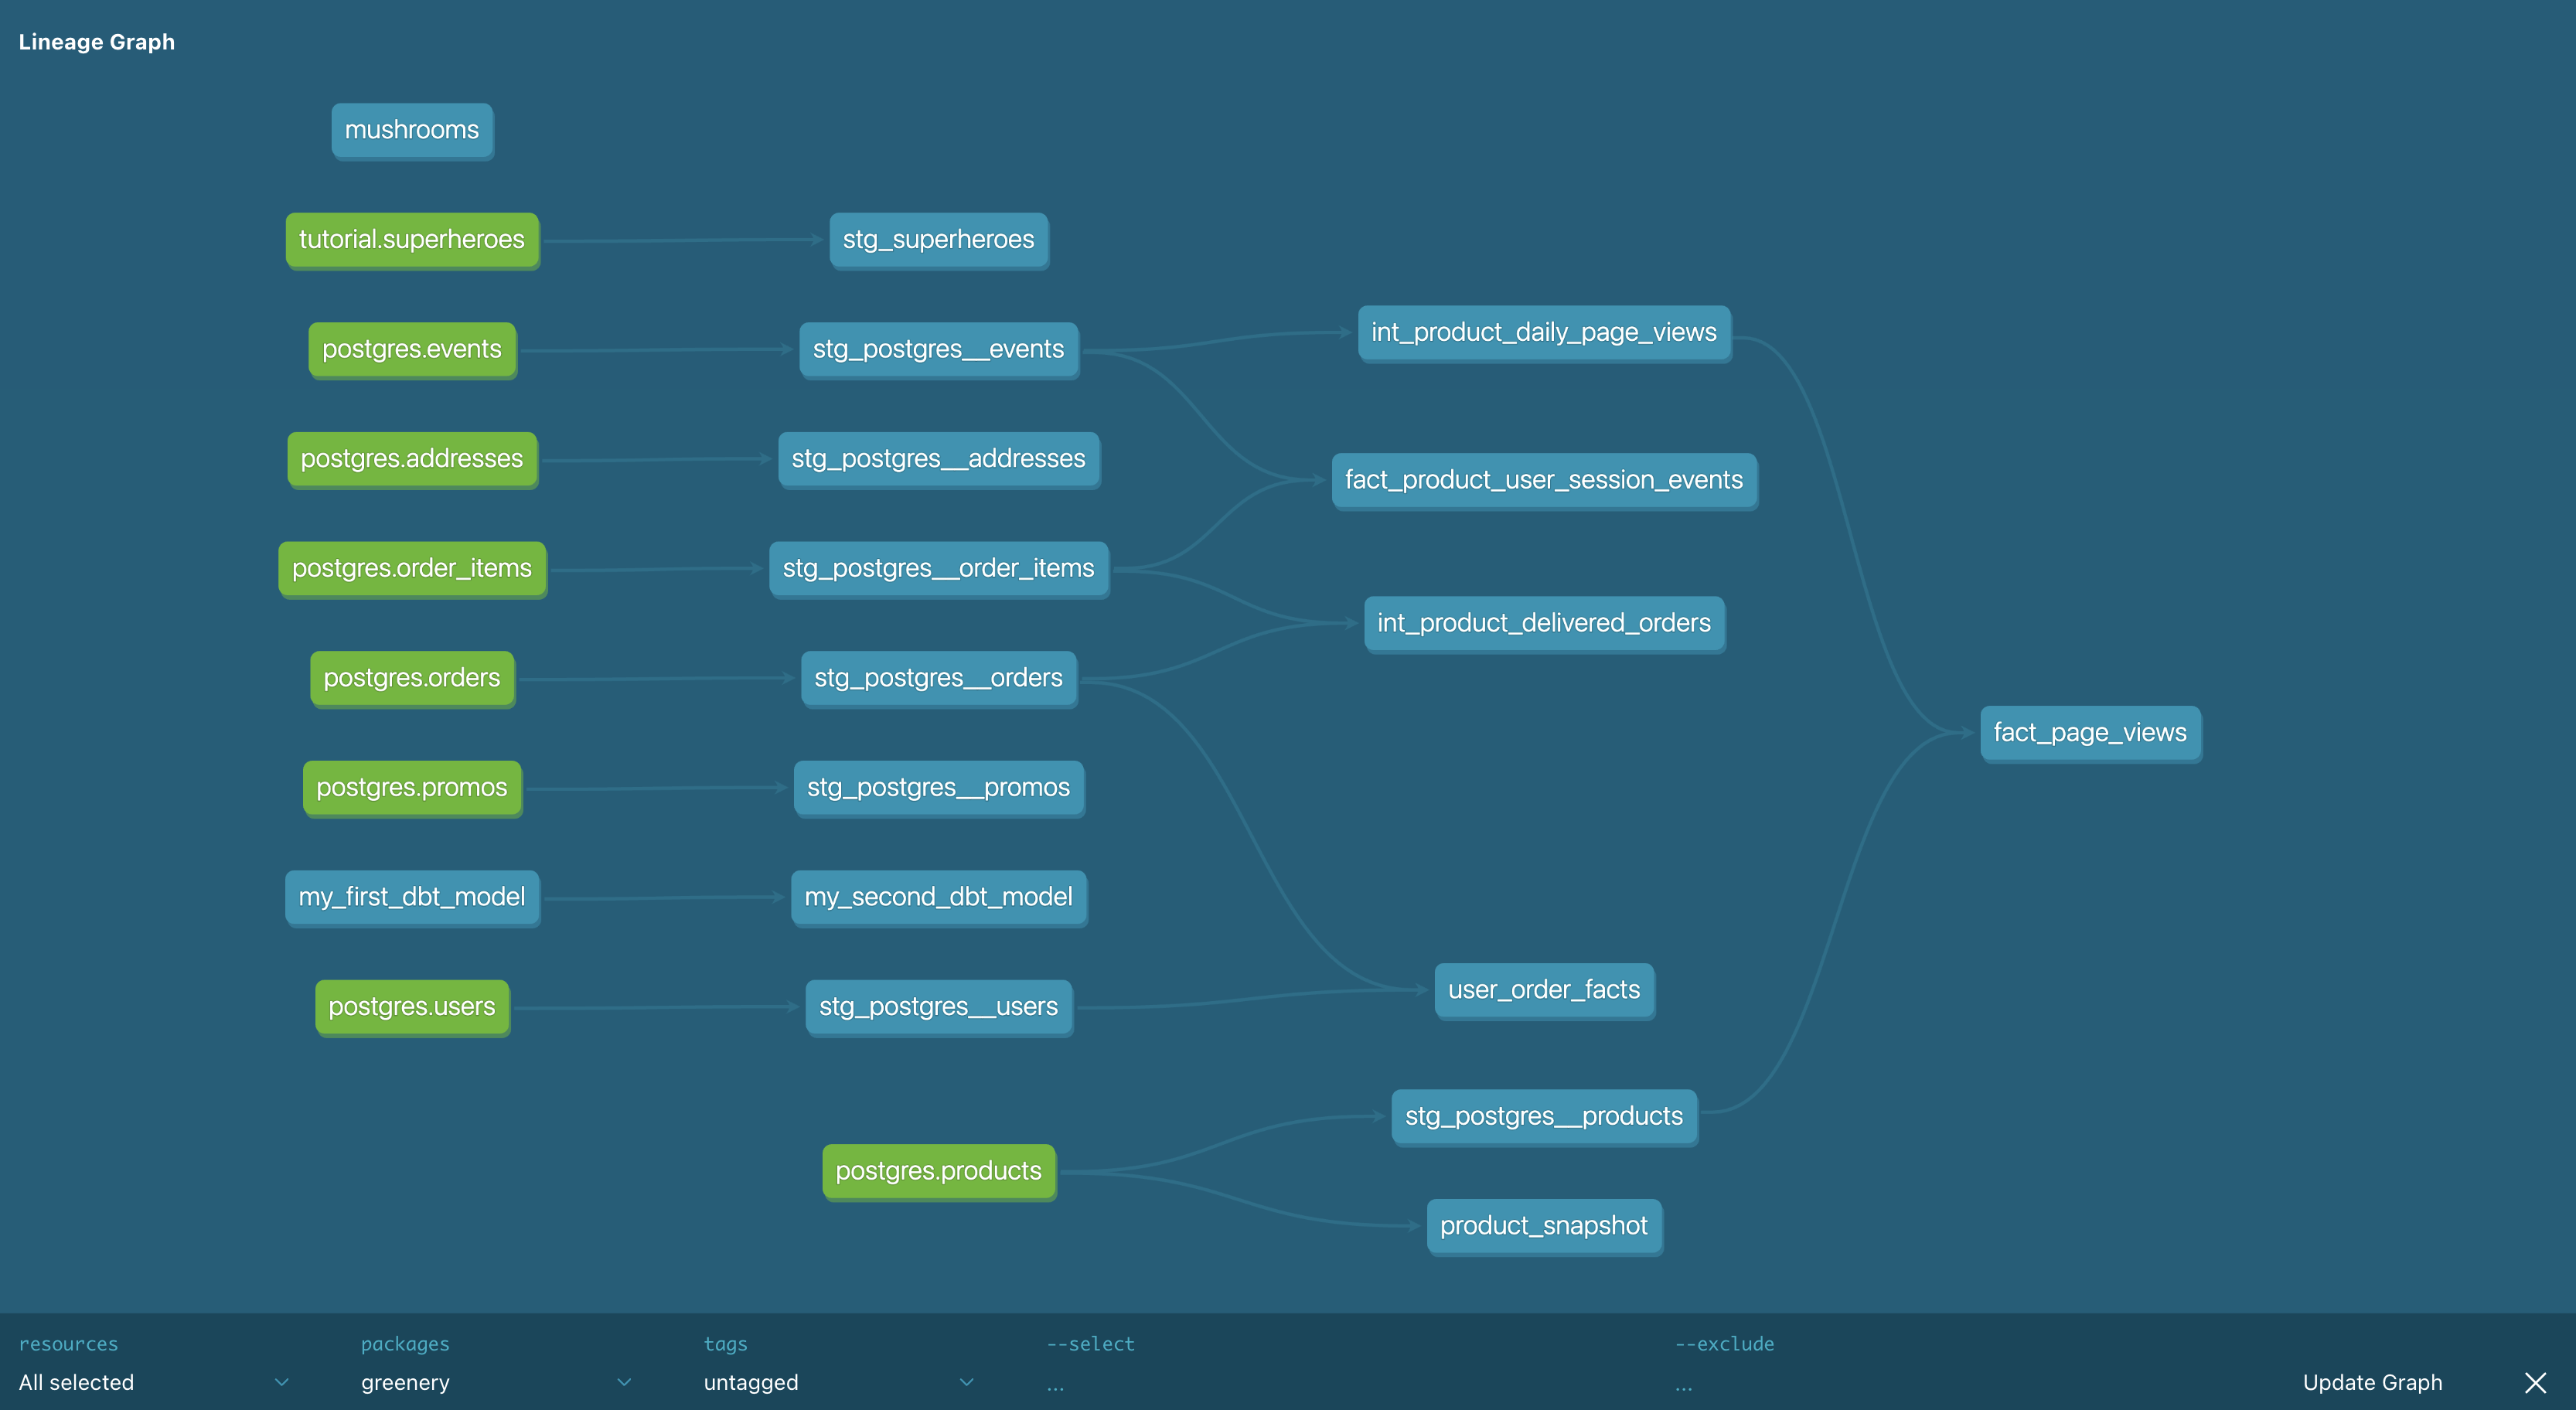 Lineage Graph
mushrooms
tutorial.superheroes
stg_superheroes
postgres.events
stg_postgres__events
int_product_daily_page_views
postgres.addresses
stg_postgres__addresses
fact_product_user_session_events
postgres.order_items
stg_postgres__order_items
int_product_delivered_orders
postgres.orders
stg_postgres__orders
fact_page_views
postgres.promos
stg_postgres__promos
my_first_dbt_model
my_second_dbt_model
postgres.users
stg_postgres__users
user_order_facts
stg_postgres__products
postgres.products
product_snapshot
resources
packages
tags
--select
--exclude
All selected
greenery
untagged
...
...
Update Graph